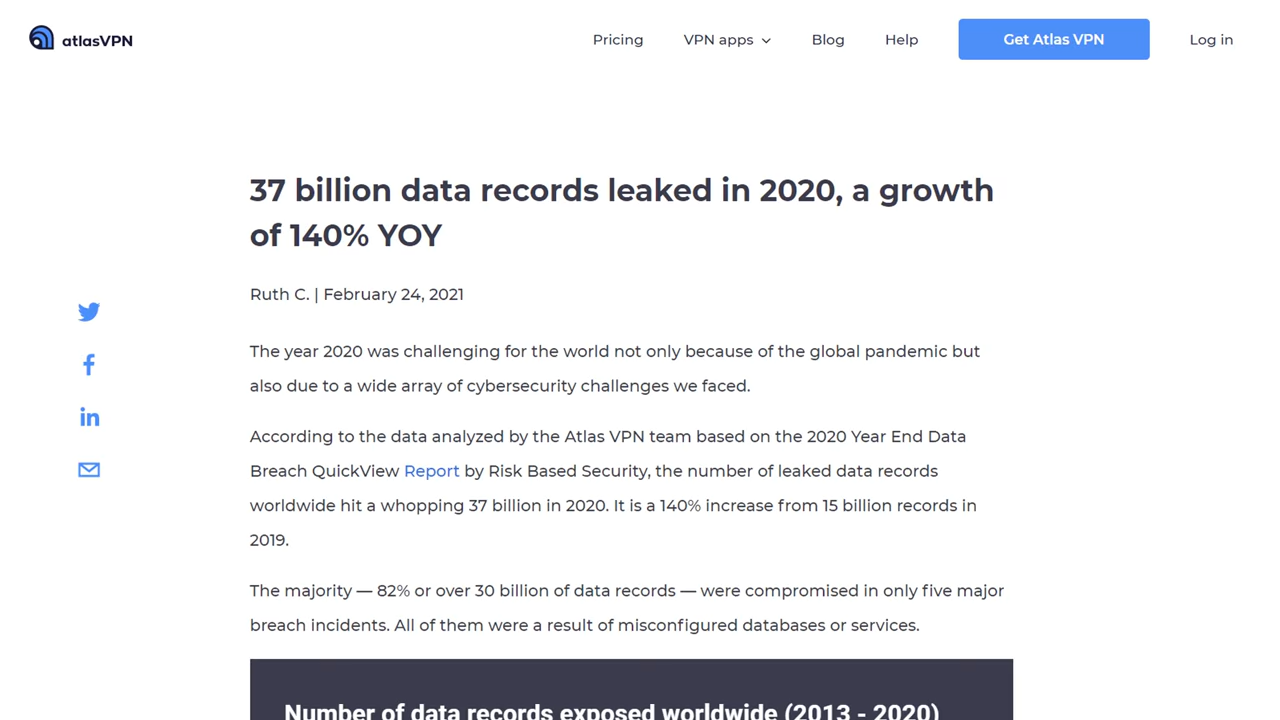 atlasVPN
Pricing
VPN apps
Blog
Help
Get Atlas VPN
Log in
37 billion data records leaked in 2020, a growth
of 140% YOY
Ruth C. | February 24, 2021
The year 2020 was challenging for the world not only because of the global pandemic but
also due to a wide array of cybersecurity challenges we faced.
According to the data analyzed by the Atlas VPN team based on the 2020 Year End Data
Breach QuickView Report by Risk Based Security, the number of leaked data records
worldwide hit a whopping 37 billion in 2020. It is a 140% increase from 15 billion records in
2019.
The majority — 82% or over 30 billion of data records — were compromised in only five major
breach incidents. All of them were a result of misconfigured databases or services.
Number of data records exposed worldwide (2013 - 2020)